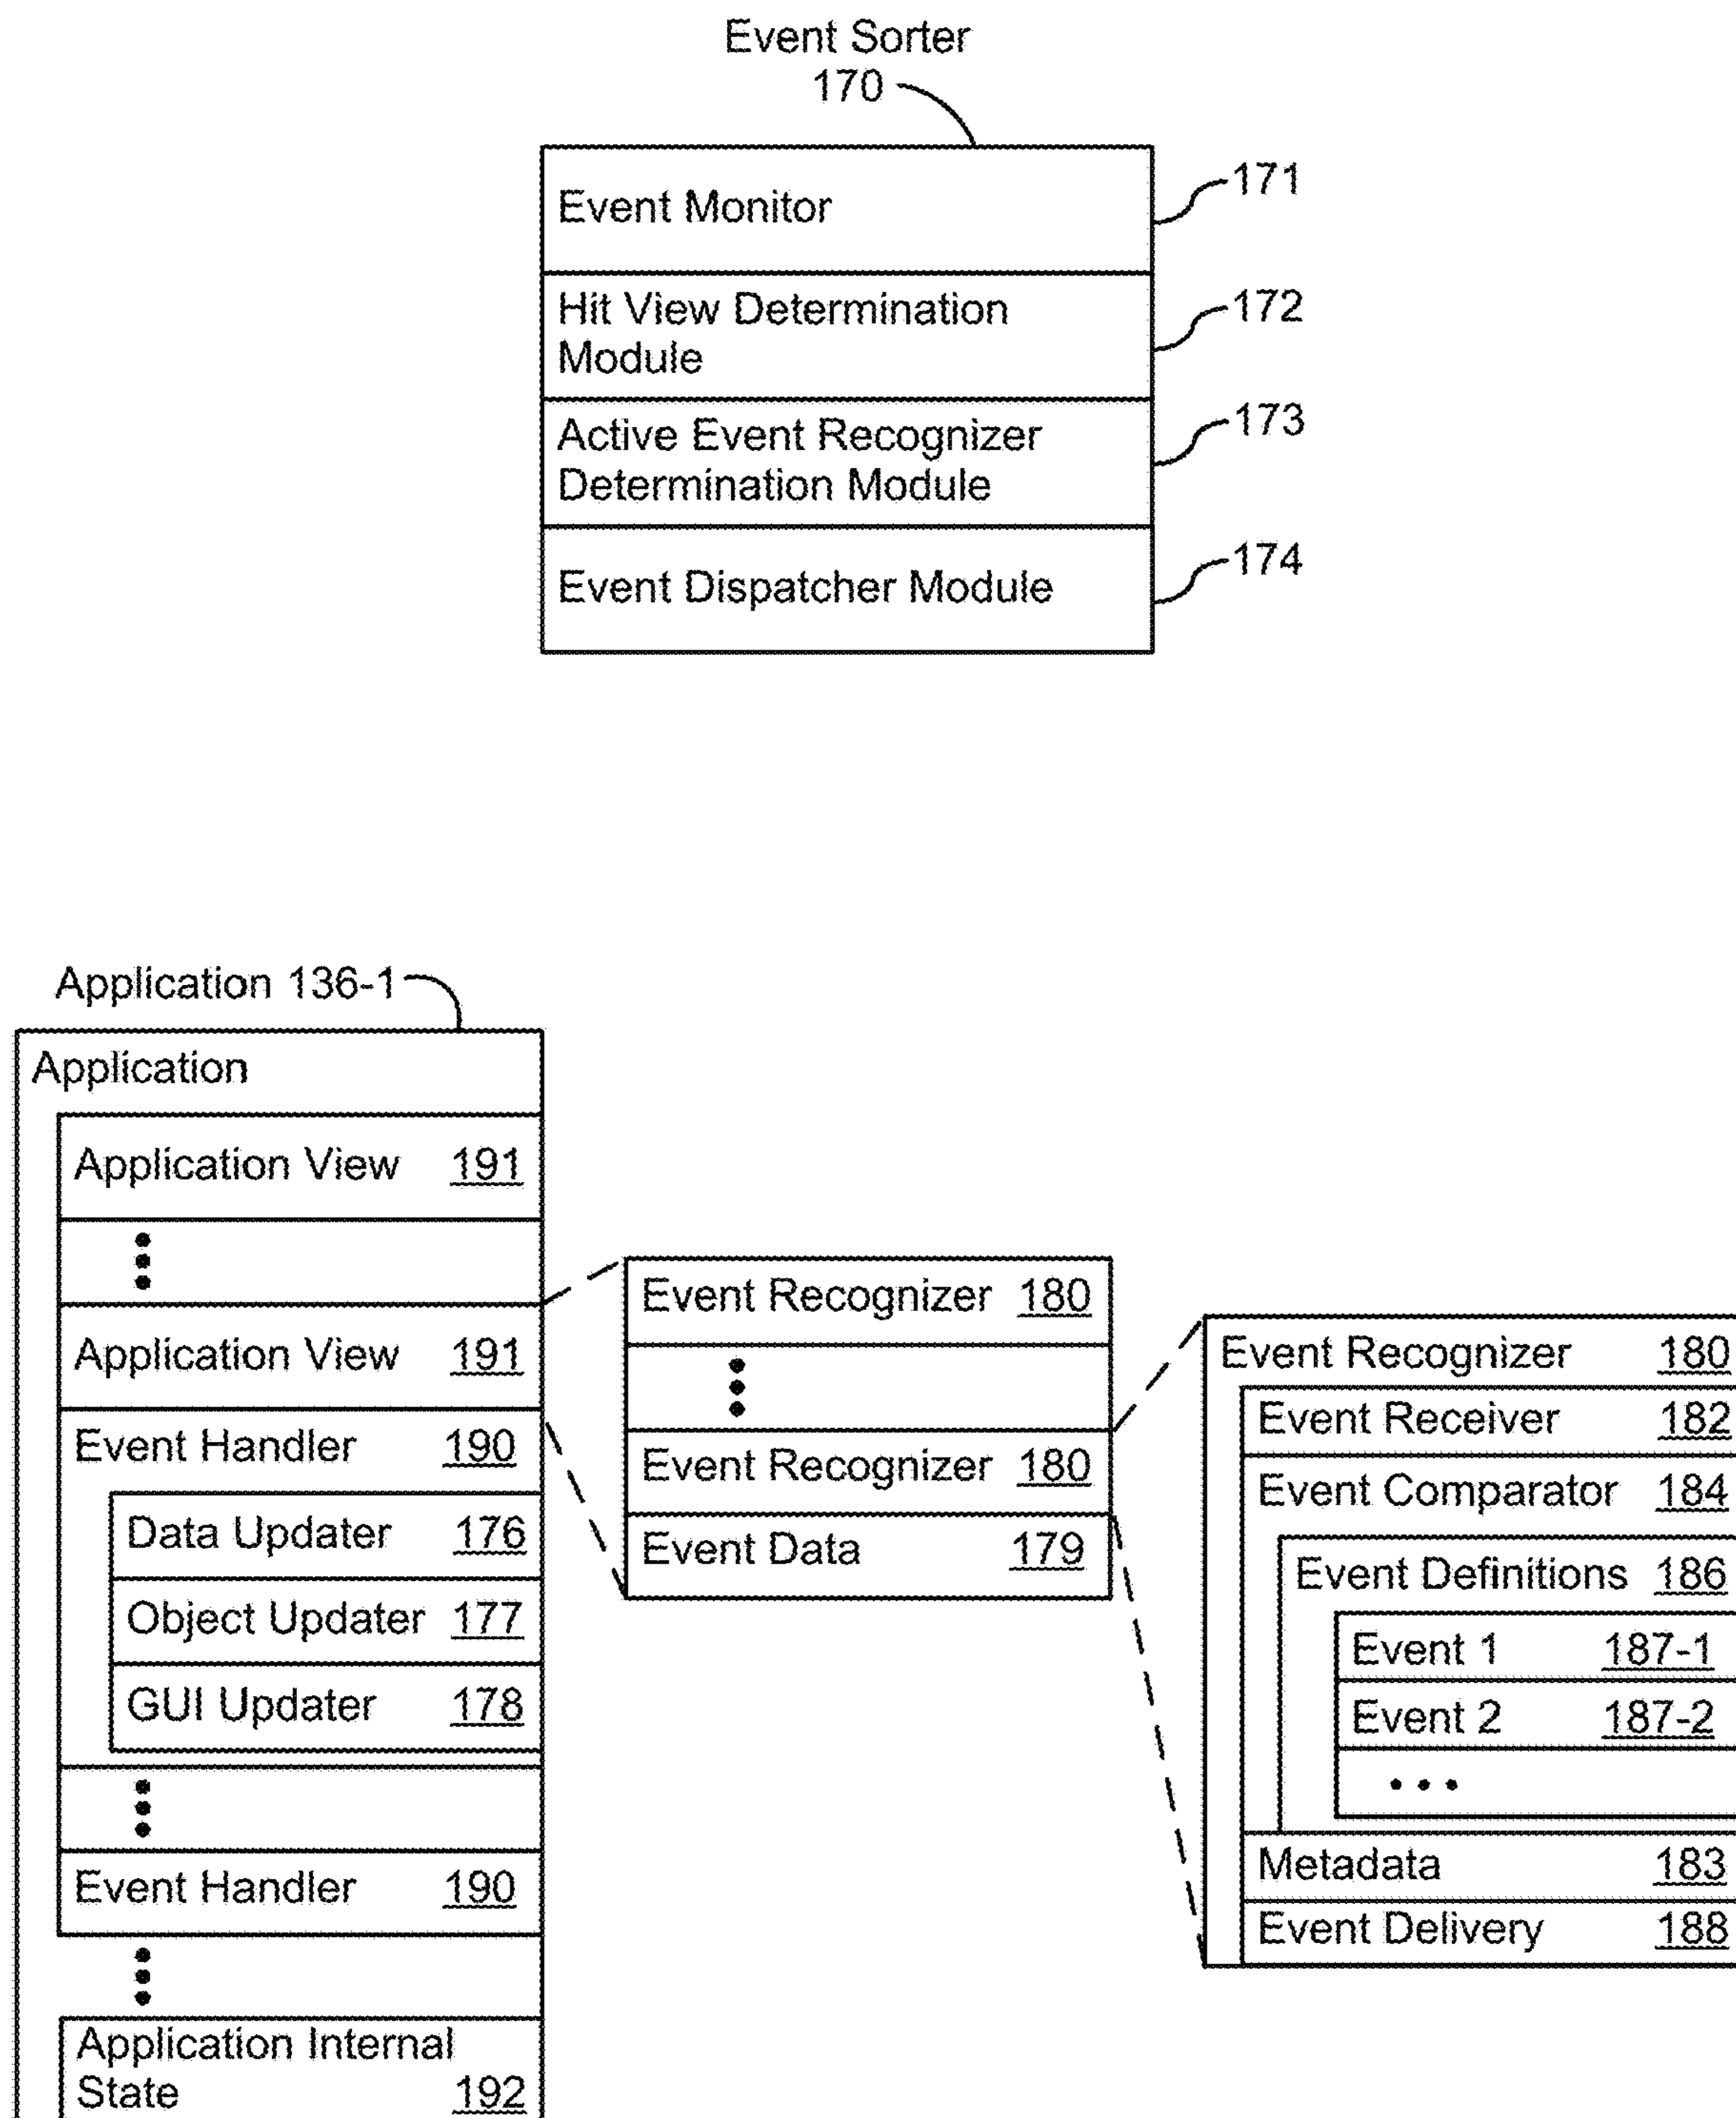 Event Sorter
170
Event Monitor
171
Hit View Determination
Module
172
Active Event Recognizer
Determination Module
173
Event Dispatcher Module
174
Application 136-1
Application
Application View 191
Application View 191
Event Handler 190
Data Updater 176
Object Updater 177
GUI Updater 178
Event Handler 190
Application Internal
State 192
Event Recognizer 180
Event Recognizer 180
Event Data 179
Event Recognizer 180
Event Receiver 182
Event Comparator 184
Event Definitions 186
Event 1 187-1
Event 2 187-2
Metadata 183
Event Delivery 188